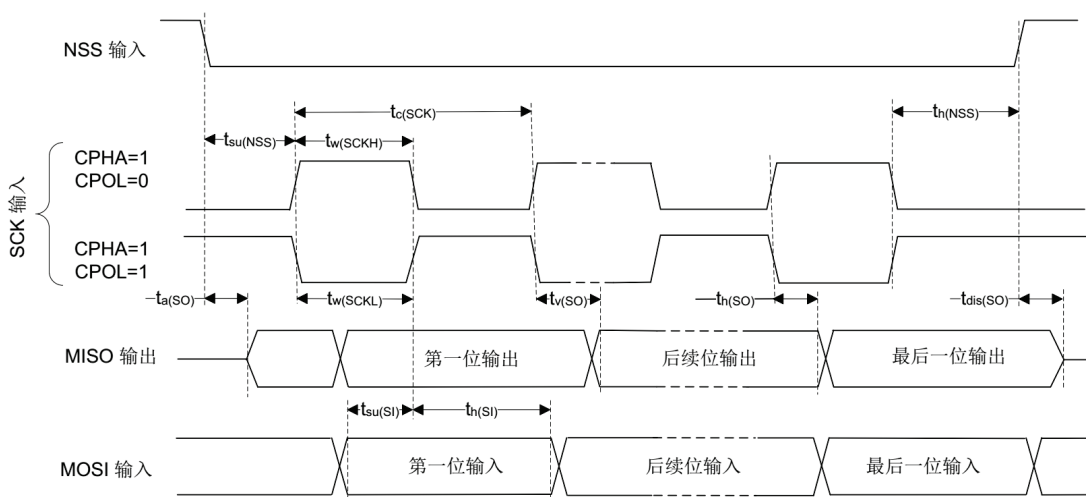 NSS 输入
tc(SCK)
th(NSS)
tsu(NSS)
tw(SCKH)
SCK 输入
CPHA=1
CPOL=0
CPHA=1
CPOL=1
ta(SO)
tw(SCKL)
tv(SO)
th(SO)
tdis(SO)
MISO 输出
第一位输出
后续位输出
最后一位输出
tsu(SI)
th(SI)
MOSI 输入
第一位输入
后续位输入
最后一位输入